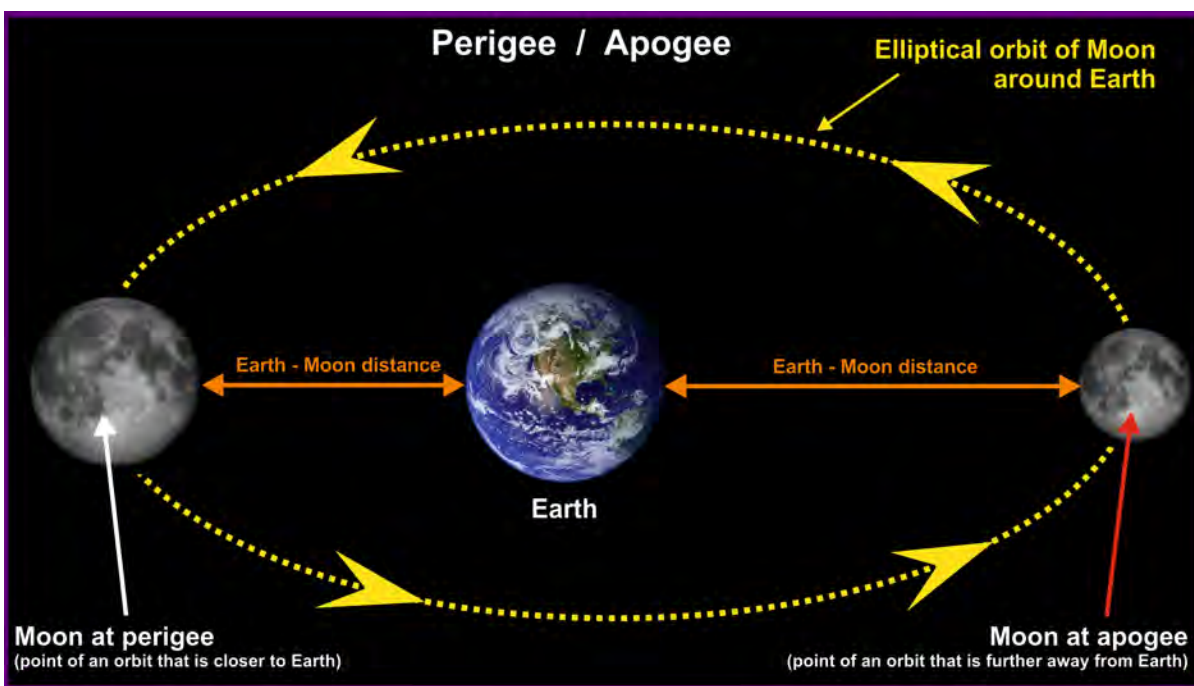 Perigee / Apogee
Elliptical orbit of Moon
around Earth
Earth - Moon distance
Earth - Moon distance
Earth
Moon at perigee
(point of an orbit that is closer to Earth)
Moon at apogee
(point of an orbit that is further away from Earth)